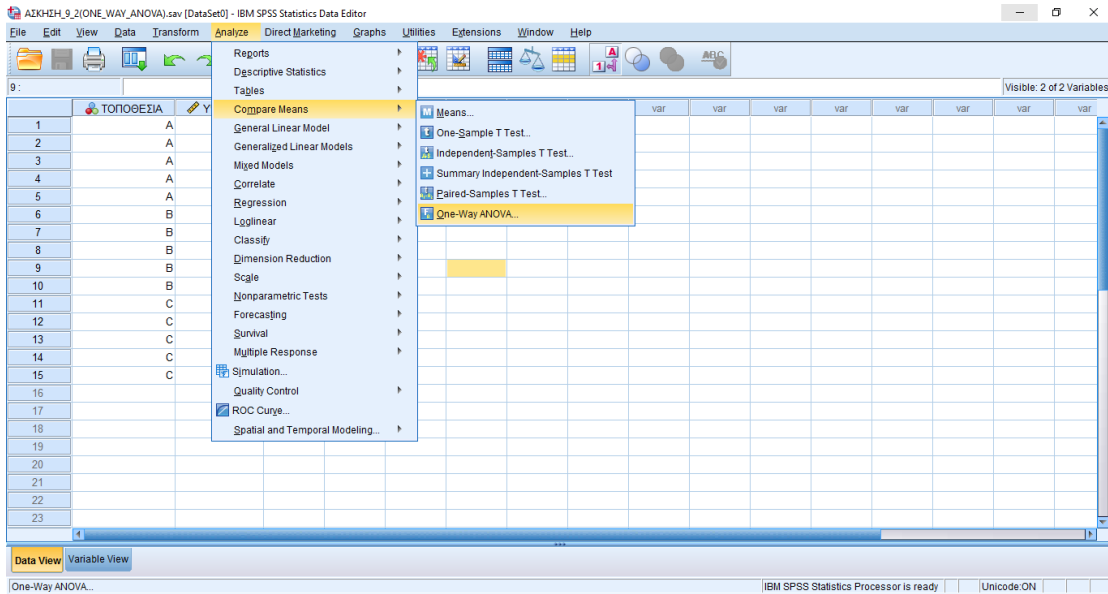 ΑΣΚΗΣΗ_9_2(ONE_WAY_ANOVA).sav [DataSet0] - IBM SPSS Statistics Data Editor
File Edit View Data Transform Analyze Direct Marketing Graphs Utilities Extensions Window Help
9 :
Visible: 2 of 2 Variables
ΤΟΠΟΘΕΣΙΑ Υ var var var var var var var var
1 A
2 A
3 A
4 A
5 A
6 B
7 B
8 B
9 B
10 B
11 C
12 C
13 C
14 C
15 C
16
17
18
19
20
21
22
23
Reports
Descriptive Statistics
Tables
Compare Means
General Linear Model
Generalized Linear Models
Mixed Models
Correlate
Regression
Loglinear
Classify
Dimension Reduction
Scale
Nonparametric Tests
Forecasting
Survival
Multiple Response
Simulation...
Quality Control
ROC Curve...
Spatial and Temporal Modeling...
Means...
One-Sample T Test...
Independent-Samples T Test...
Summary Independent-Samples T Test
Paired-Samples T Test...
One-Way ANOVA...
Data View Variable View
One-Way ANOVA... IBM SPSS Statistics Processor is ready Unicode:ON